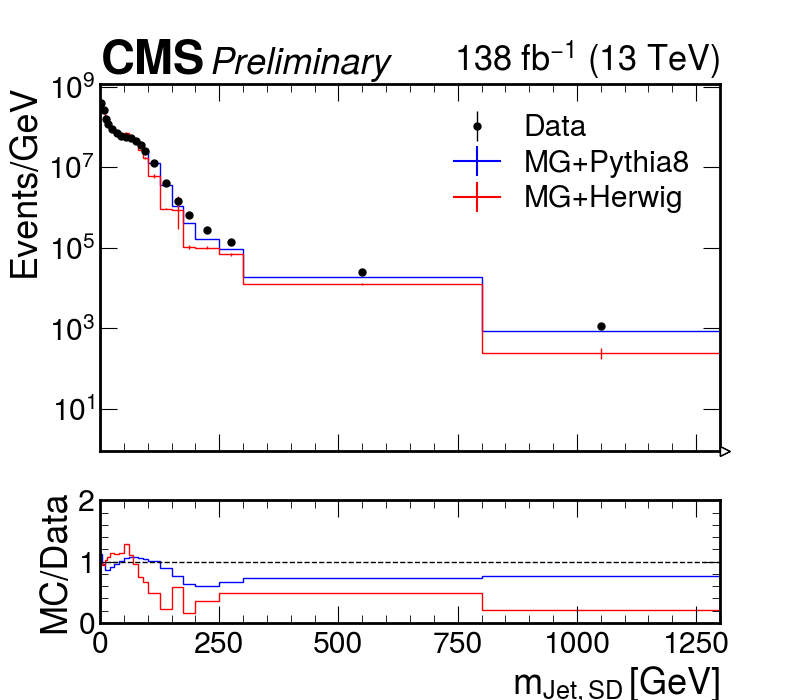 CMS Preliminary 138 fb⁻¹ (13 TeV)
Events/GeV
10⁹
10⁷
10⁵
10³
10¹
Data
MG+Pythia8
MG+Herwig
MC/Data
2
1
0
0 250 500 750 1000 1250
m_Jet, SD [GeV]